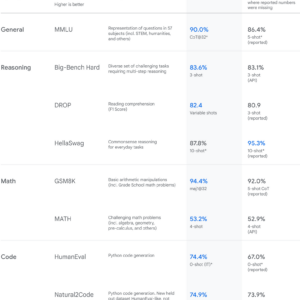 Higher is better
where reported numbers
were missing
General
MMLU
Representation of questions in 57
subjects (incl. STEM, humanities,
and others)
90.0%
CoT@32*
86.4%
5-shot*
(reported)
Reasoning
Big-Bench Hard
Diverse set of challenging tasks
requiring multi-step reasoning
83.6%
3-shot
83.1%
3-shot
(API)
DROP
Reading comprehension
(F1 Score)
82.4
Variable shots
80.9
3-shot
(reported)
HellaSwag
Commonsense reasoning
for everyday tasks
87.8%
10-shot*
95.3%
10-shot*
(reported)
Math
GSM8K
Basic arithmetic manipulations
(incl. Grade School math problems)
94.4%
maj1@32
92.0%
5-shot CoT
(reported)
MATH
Challenging math problems
(incl. algebra, geometry,
pre-calculus, and others)
53.2%
4-shot
52.9%
4-shot
(API)
Code
HumanEval
Python code generation
74.4%
0-shot (IT)*
67.0%
0-shot*
(reported)
Natural2Code
Python code generation. New held
out dataset HumanEval-like, not
74.9%
73.9%